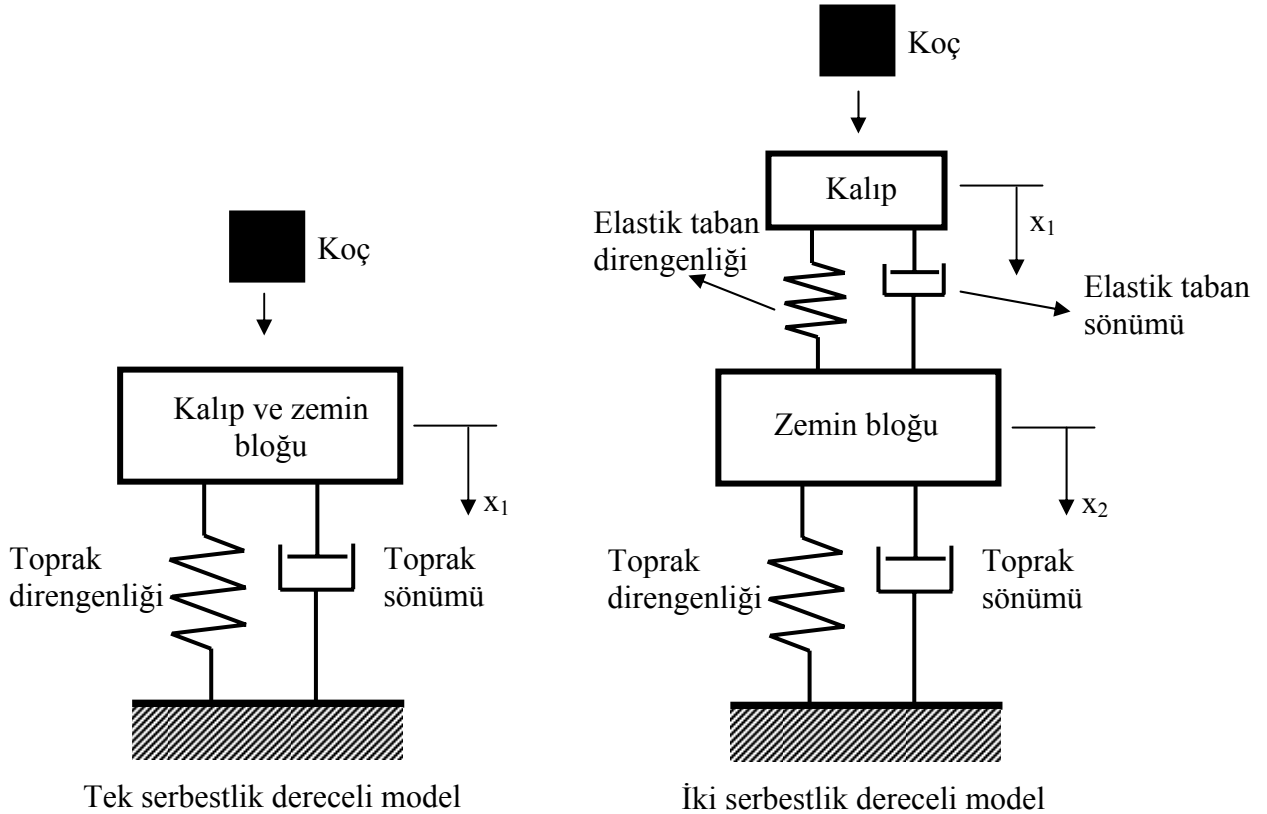 Koç
Kalıp ve zemin
bloğu
x₁
Toprak
direngenliği
Toprak
sönümü
Tek serbestlik dereceli model
Koç
Kalıp
x₁
Elastik taban
direngenliği
Elastik taban
sönümü
Zemin bloğu
x₂
Toprak
direngenliği
Toprak
sönümü
İki serbestlik dereceli model